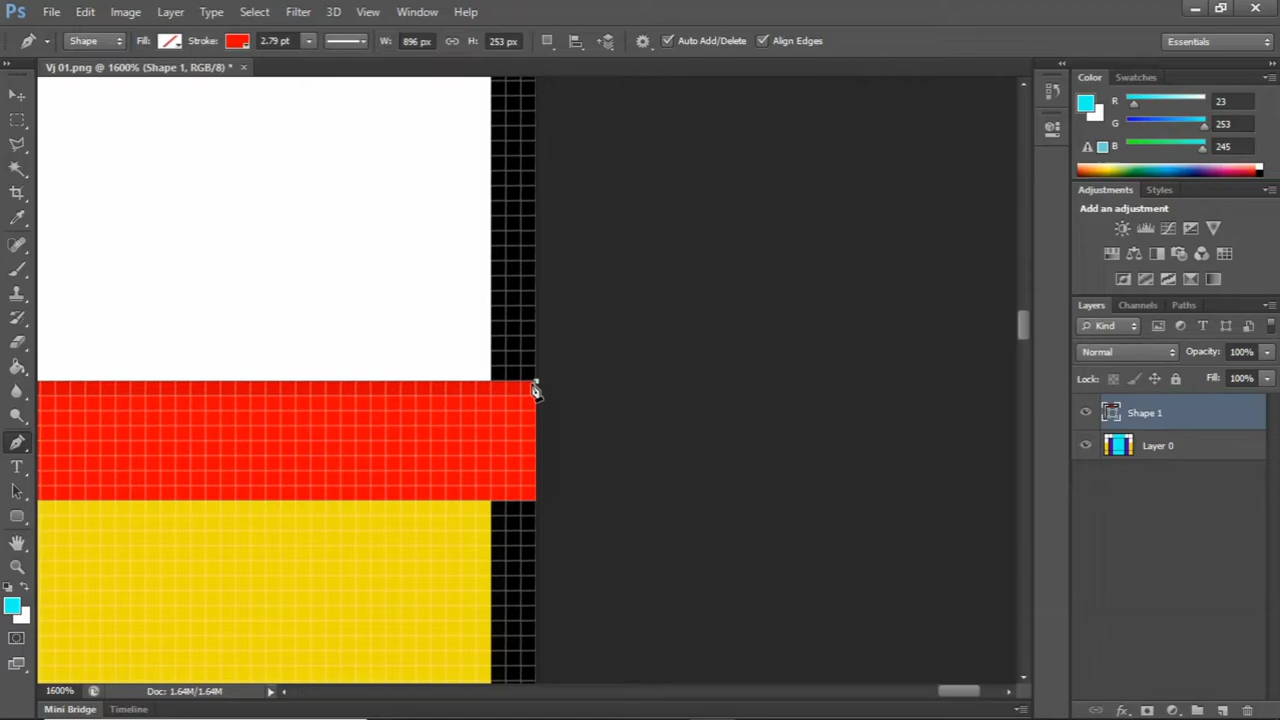 Ps File Edit Image Layer Type Select Filter 3D View Window Help
Shape Fill: Stroke: 2.79 pt W: 896 px H: 253 px Auto Add/Delete Align Edges Essentials
Vj 01.png @ 1600% (Shape 1, RGB/8) * ×
Color Swatches
R 23
G 253
B 245
Adjustments Styles
Add an adjustment
Layers Channels Paths
Kind
Normal Opacity: 100%
Lock: Fill: 100%
Shape 1
Layer 0
T
1600% Doc: 1.64M/1.64M
Mini Bridge Timeline
fx